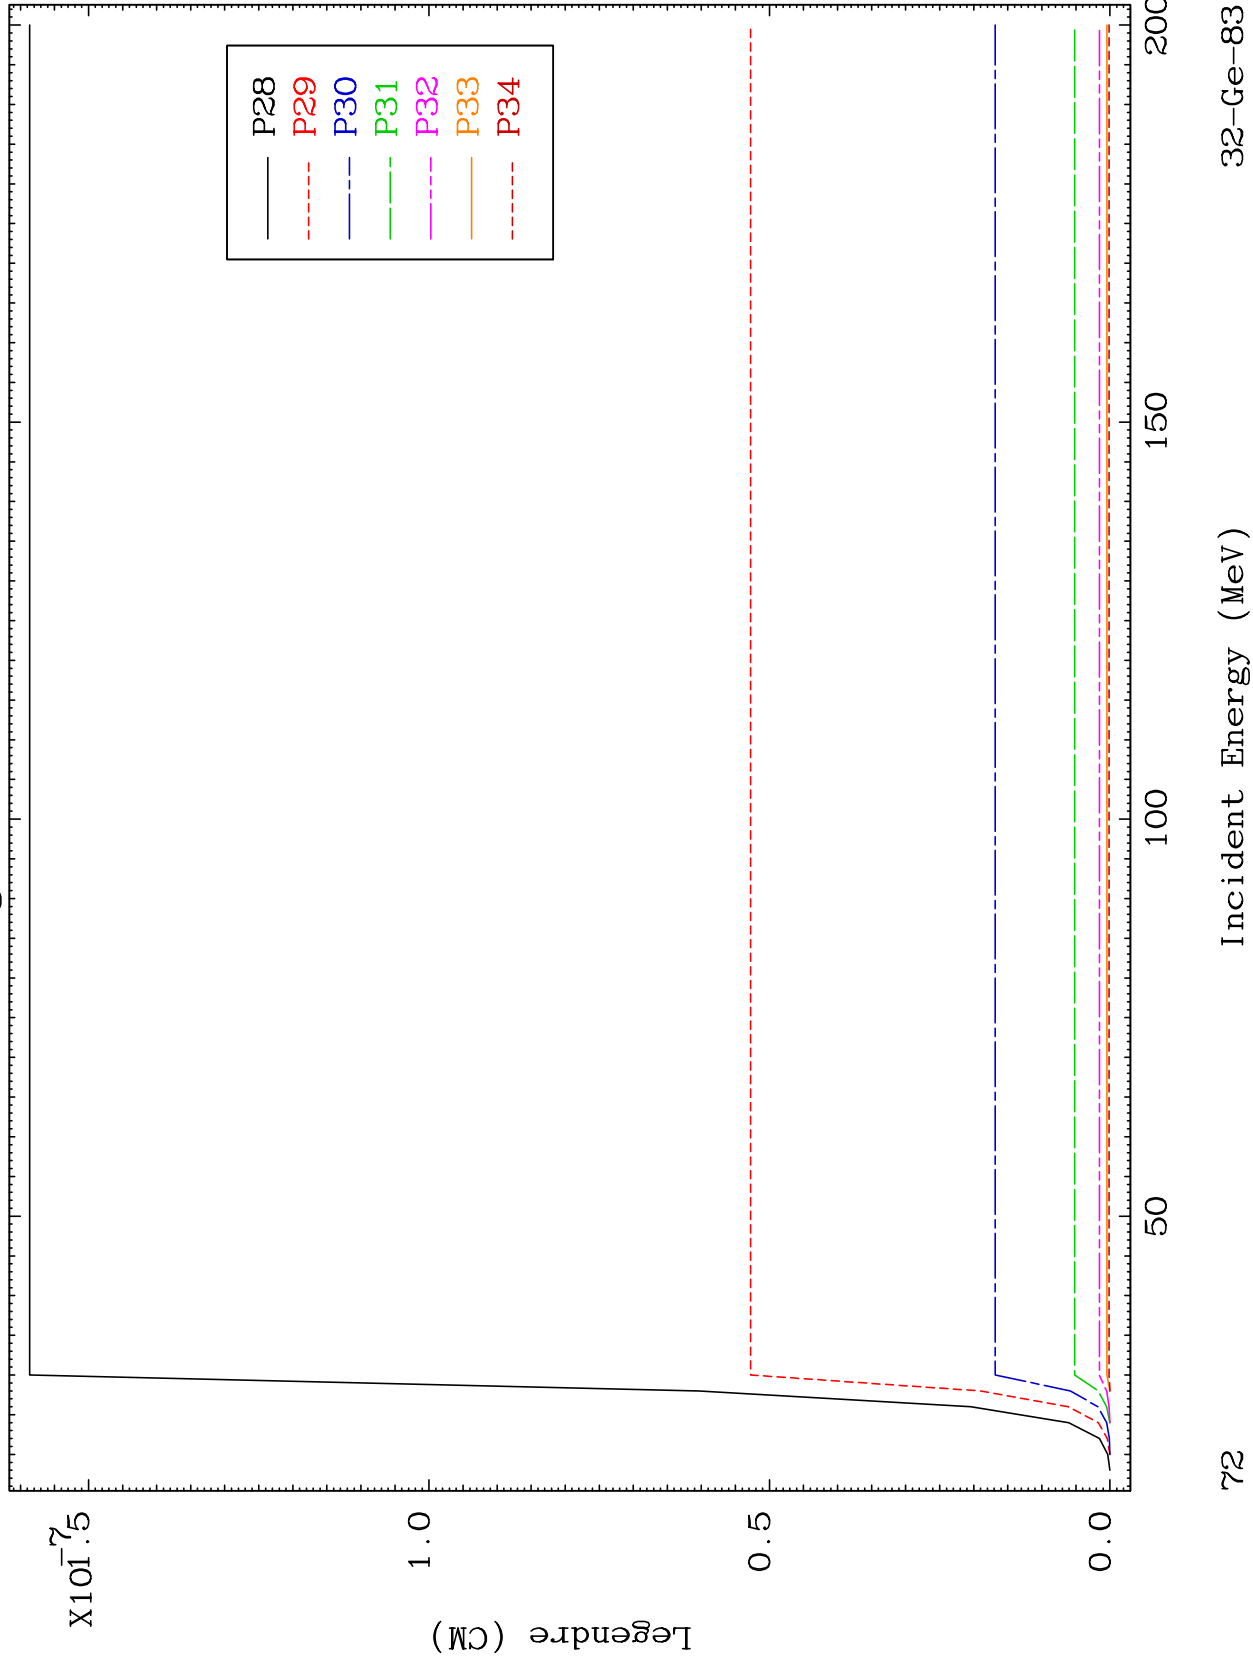 X10-7
1.5
1.0
0.5
0.0
Legendre (CM)
P28
P29
P30
P31
P32
P33
P34
50
100
150
200
Incident Energy (MeV)
72
32-Ge-83